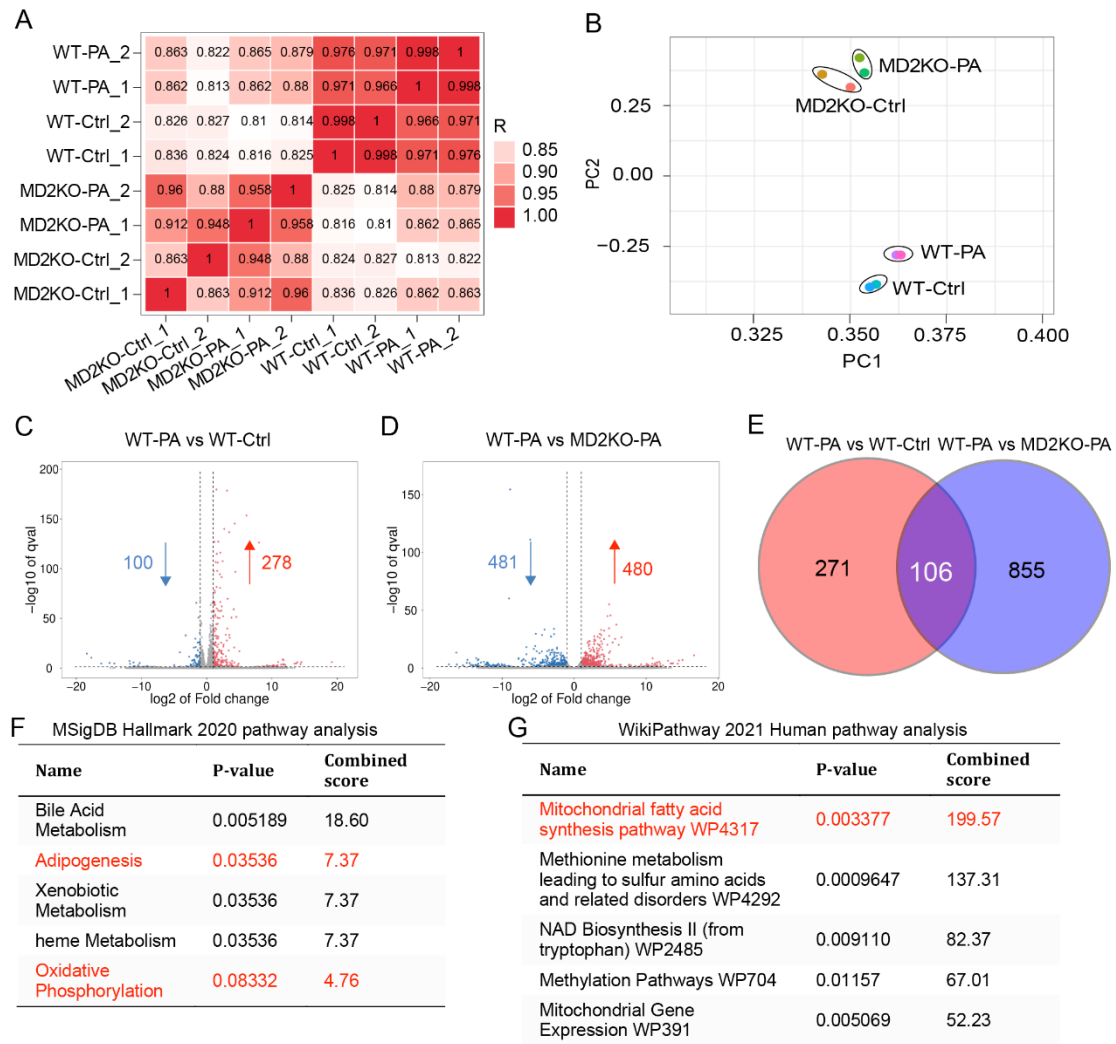 A
WT-PA_2
0.863 0.822 0.865 0.879 0.976 0.971 0.998 1
WT-PA_1
0.862 0.813 0.862 0.88 0.971 0.966 1 0.998
WT-Ctrl_2
0.826 0.827 0.81 0.814 0.998 1 0.966 0.971
WT-Ctrl_1
0.836 0.824 0.816 0.825 1 0.998 0.971 0.976
MD2KO-PA_2
0.96 0.88 0.958 1 0.825 0.814 0.88 0.879
MD2KO-PA_1
0.912 0.948 1 0.958 0.816 0.81 0.862 0.865
MD2KO-Ctrl_2
0.863 1 0.948 0.88 0.824 0.827 0.813 0.822
MD2KO-Ctrl_1
1 0.863 0.912 0.96 0.836 0.826 0.862 0.863
MD2KO-Ctrl_1
MD2KO-Ctrl_2
MD2KO-PA_1
MD2KO-PA_2
WT-Ctrl_1
WT-Ctrl_2
WT-PA_1
WT-PA_2
R
0.85
0.90
0.95
1.00
B
MD2KO-PA
MD2KO-Ctrl
WT-PA
WT-Ctrl
PC2
0.25
0.00
−0.25
0.325 0.350 0.375 0.400
PC1
C
WT-PA vs WT-Ctrl
−log10 of qval
200
150
100
50
0
100
278
−20 −10 0 10 20
log2 of Fold change
D
WT-PA vs MD2KO-PA
−log10 of qval
150
100
50
0
481
480
−20 −10 0 10 20
log2 of Fold change
E
WT-PA vs WT-Ctrl WT-PA vs MD2KO-PA
271 106 855
F
MSigDB Hallmark 2020 pathway analysis
Name P-value Combined
score
Bile Acid
Metabolism 0.005189 18.60
Adipogenesis 0.03536 7.37
Xenobiotic
Metabolism 0.03536 7.37
heme Metabolism 0.03536 7.37
Oxidative
Phosphorylation 0.08332 4.76
G
WikiPathway 2021 Human pathway analysis
Name P-value Combined
score
Mitochondrial fatty acid
synthesis pathway WP4317 0.003377 199.57
Methionine metabolism
leading to sulfur amino acids
and related disorders WP4292 0.0009647 137.31
NAD Biosynthesis II (from
tryptophan) WP2485 0.009110 82.37
Methylation Pathways WP704 0.01157 67.01
Mitochondrial Gene
Expression WP391 0.005069 52.23